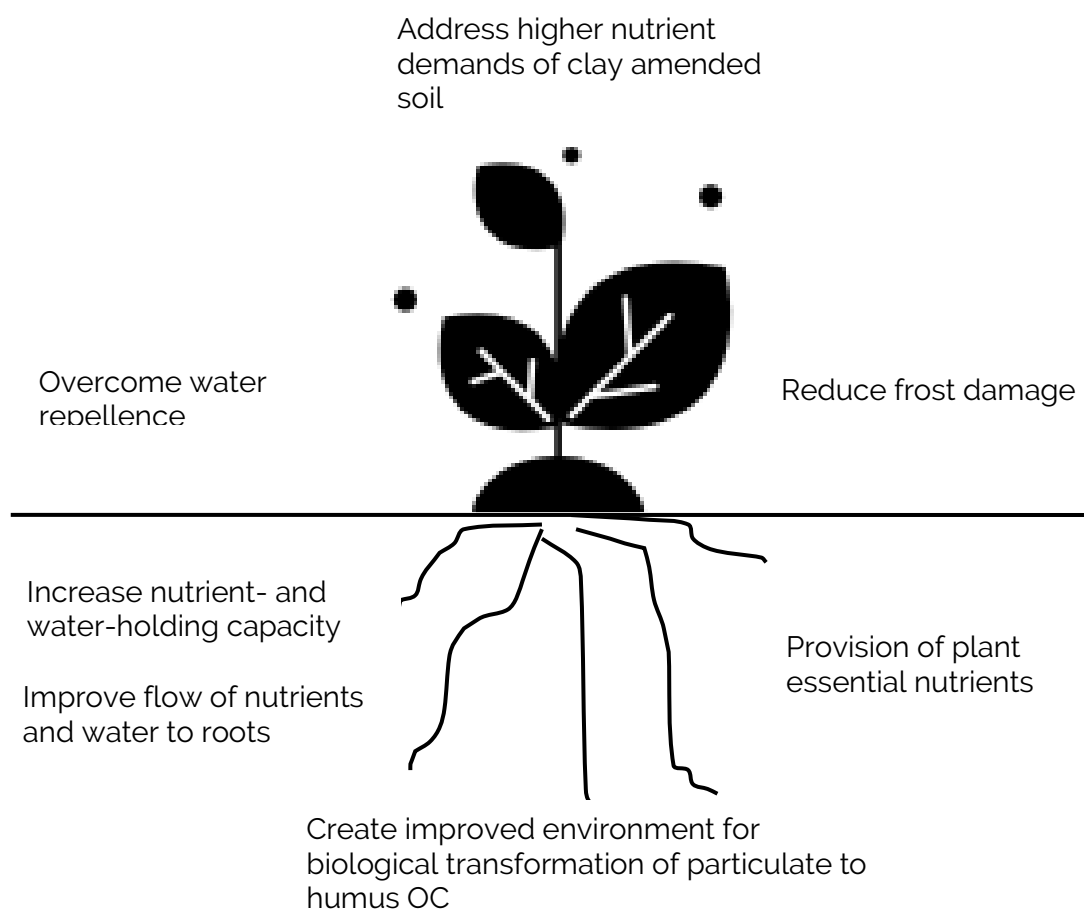 Address higher nutrient
demands of clay amended
soil
Overcome water
repellence
Reduce frost damage
Increase nutrient- and
water-holding capacity
Improve flow of nutrients
and water to roots
Provision of plant
essential nutrients
Create improved environment for
biological transformation of particulate to
humus OC